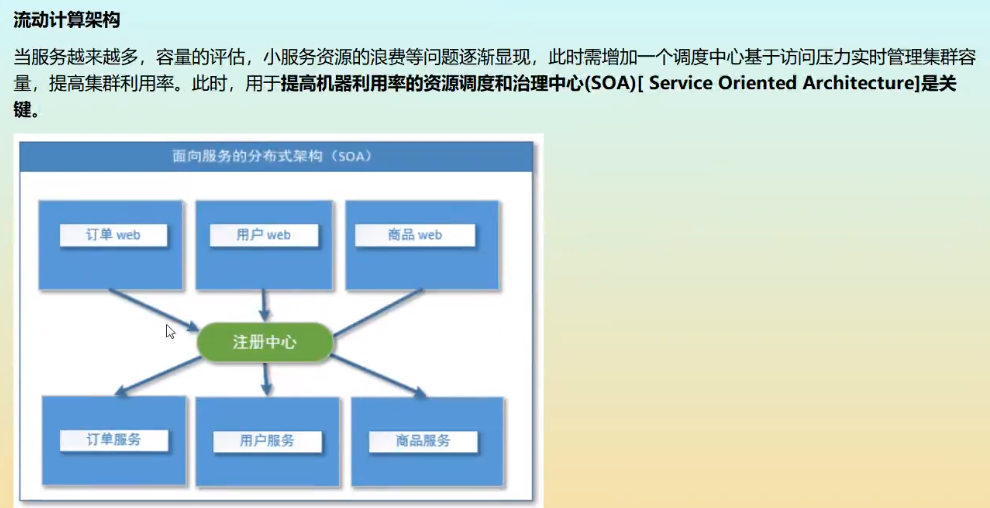 流动计算架构
当服务越来越多，容量的评估，小服务资源的浪费等问题逐渐显现，此时需增加一个调度中心基于访问压力实时管理集群容
量，提高集群利用率。此时，用于提高机器利用率的资源调度和治理中心(SOA)[ Service Oriented Architecture]是关
键。
面向服务的分布式架构（SOA）
订单 web
用户 web
商品 web
注册中心
订单服务
用户服务
商品服务